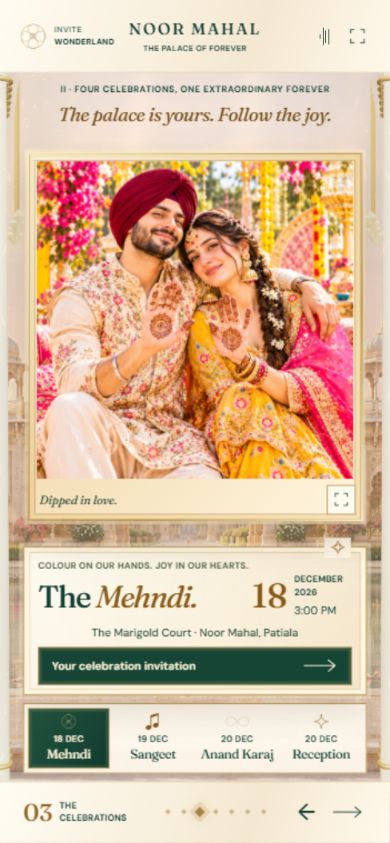 INVITE
WONDERLAND
NOOR MAHAL
THE PALACE OF FOREVER
II · FOUR CELEBRATIONS, ONE EXTRAORDINARY FOREVER
The palace is yours. Follow the joy.
Dipped in love.
COLOUR ON OUR HANDS. JOY IN OUR HEARTS.
The Mehndi.
18
DECEMBER
2026
3:00 PM
The Marigold Court · Noor Mahal, Patiala
Your celebration invitation
18 DEC
Mehndi
19 DEC
Sangeet
20 DEC
Anand Karaj
20 DEC
Reception
03
THE
CELEBRATIONS